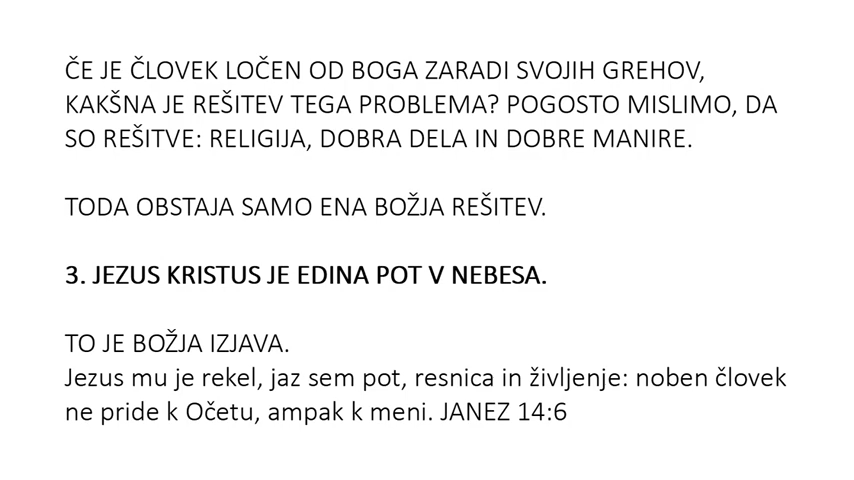 ČE JE ČLOVEK LOČEN OD BOGA ZARADI SVOJIH GREHOV,
KAKŠNA JE REŠITEV TEGA PROBLEMA? POGOSTO MISLIMO, DA
SO REŠITVE: RELIGIJA, DOBRA DELA IN DOBRE MANIRE.
TODA OBSTAJA SAMO ENA BOŽJA REŠITEV.
3. JEZUS KRISTUS JE EDINA POT V NEBESA.
TO JE BOŽJA IZJAVA.
Jezus mu je rekel, jaz sem pot, resnica in življenje: noben človek
ne pride k Očetu, ampak k meni. JANEZ 14:6